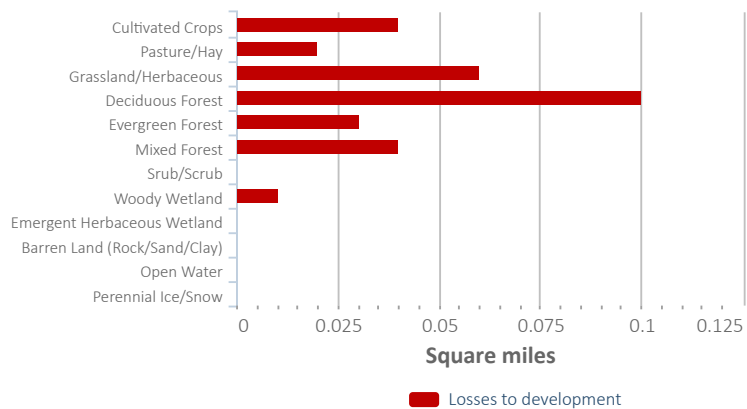 Cultivated Crops
Pasture/Hay
Grassland/Herbaceous
Deciduous Forest
Evergreen Forest
Mixed Forest
Srub/Scrub
Woody Wetland
Emergent Herbaceous Wetland
Barren Land (Rock/Sand/Clay)
Open Water
Perennial Ice/Snow
0 0.025 0.05 0.075 0.1 0.125
Square miles
Losses to development